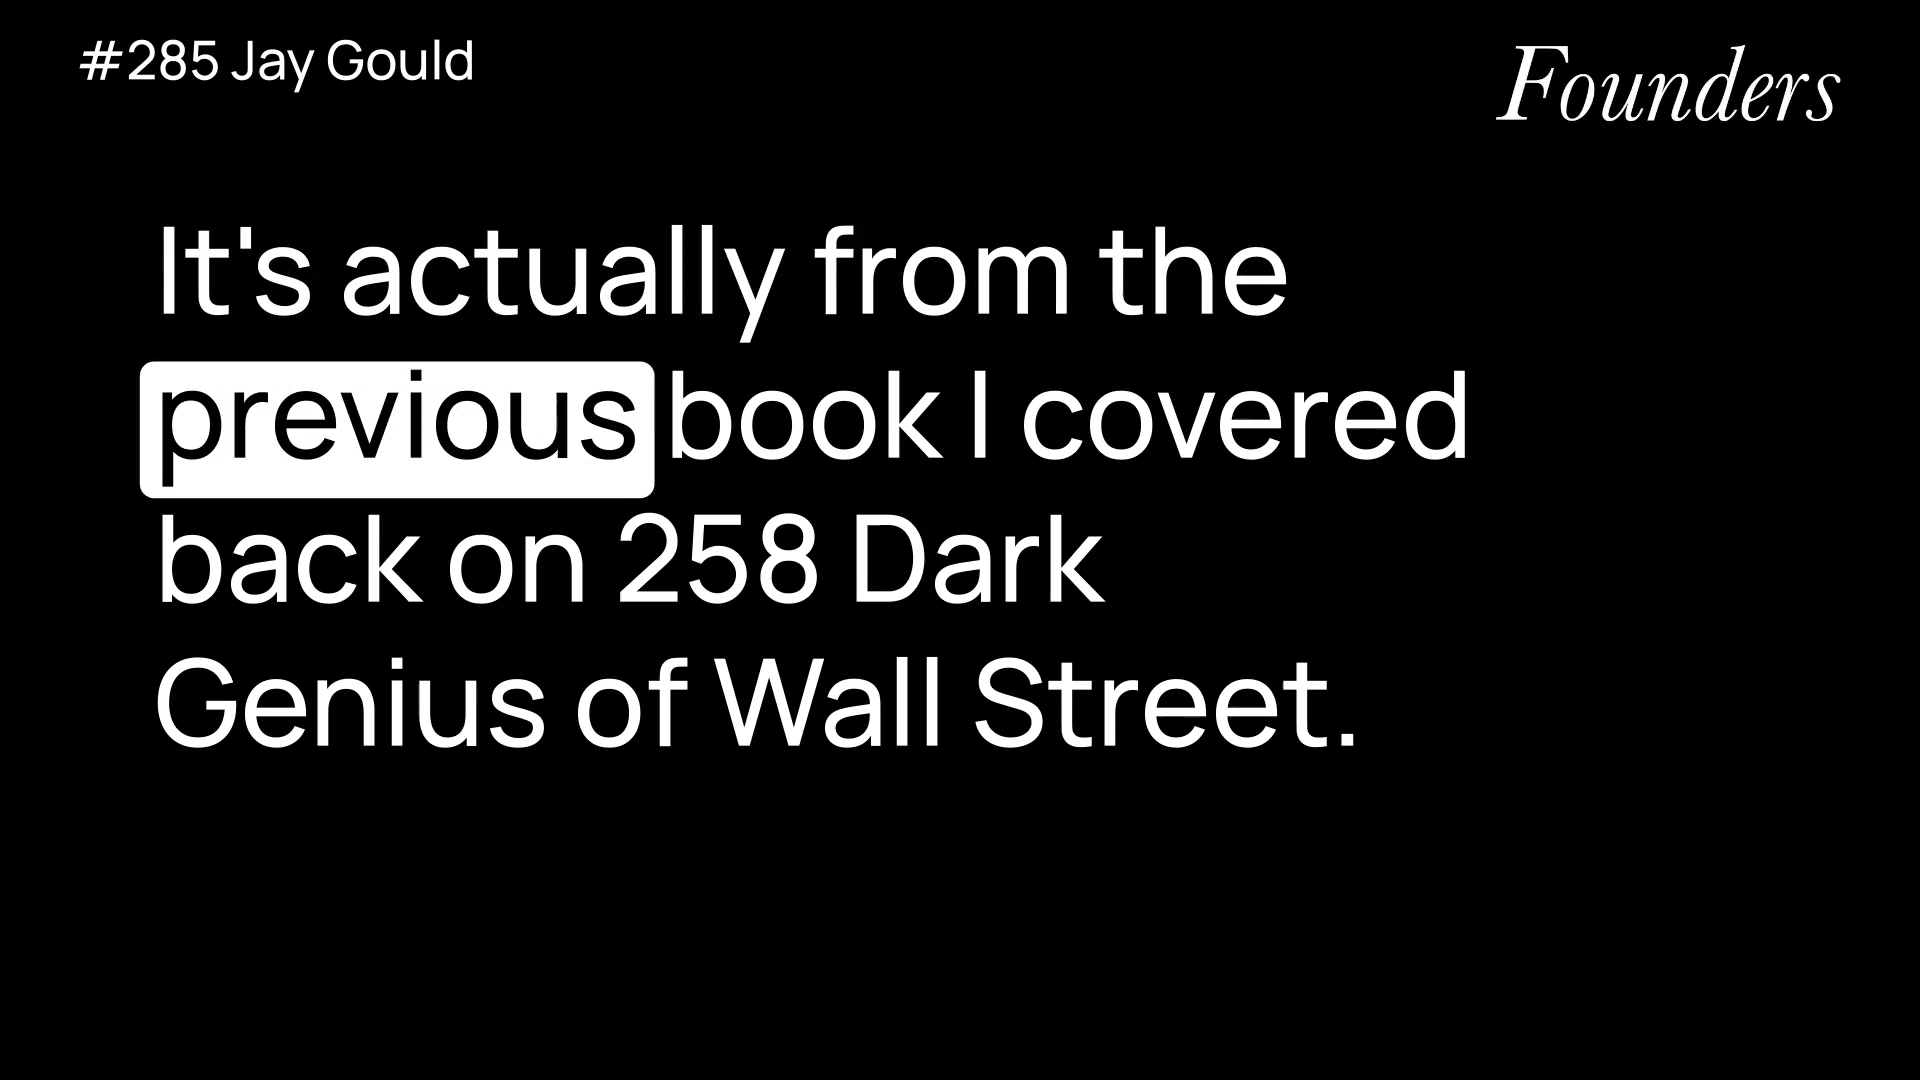 #285 Jay Gould
Founders
It's actually from the
previous book I covered
back on 258 Dark
Genius of Wall Street.